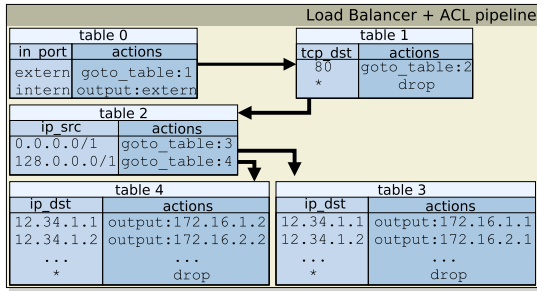 Load Balancer + ACL pipeline
table 0
in_port actions
extern goto_table:1
intern output:extern
table 1
tcp_dst actions
80 goto_table:2
* drop
table 2
ip_src actions
0.0.0.0/1 goto_table:3
128.0.0.0/1 goto_table:4
table 4
ip_dst actions
12.34.1.1 output:172.16.1.2
12.34.1.2 output:172.16.2.2
... ...
* drop
table 3
ip_dst actions
12.34.1.1 output:172.16.1.1
12.34.1.2 output:172.16.2.1
... ...
* drop